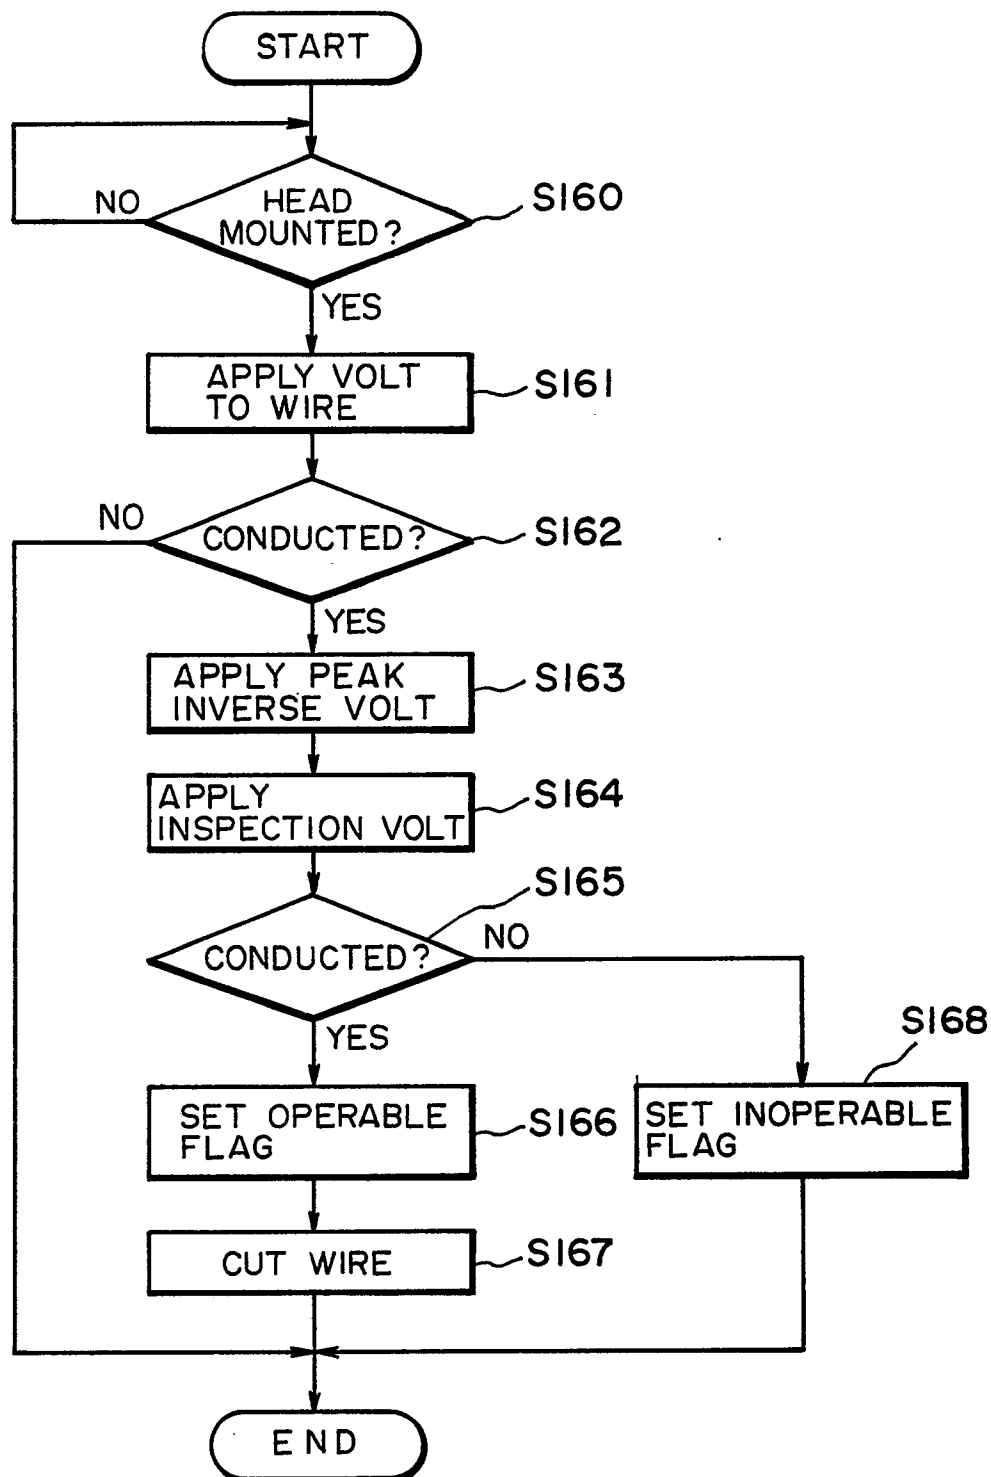 START
NO
HEAD
MOUNTED?
S160
YES
APPLY VOLT
TO WIRE
S161
NO
CONDUCTED?
S162
YES
APPLY PEAK
INVERSE VOLT
S163
APPLY
INSPECTION VOLT
S164
S165
CONDUCTED?
NO
YES
S168
SET OPERABLE
FLAG
S166
SET INOPERABLE
FLAG
CUT WIRE
S167
END